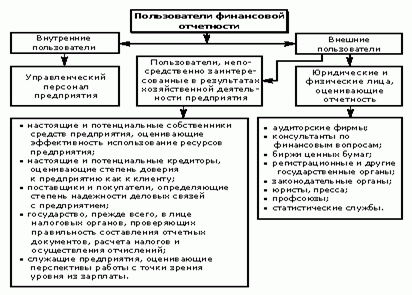 Пользователи финансовой
отчетности
Внутренние
пользователи
Внешние
пользователи
Управленческий
персонал
предприятия
Пользователи, непо-
средственно заинтере-
сованные в результатах
хозяйственной деятель-
ности предприятия
Юридические и
физические лица,
оценивающие
отчетность
• настоящие и потенциальные собственники
средств предприятия, оценивающие
эффективность использование ресурсов
предприятия;
• настоящие и потенциальные кредиторы,
оценивающие степень доверия
к предприятию как к клиенту;
• поставщики и покупатели, определяющие
степень надежности деловых связей
с предприятием;
• государство, прежде всего, в лице
налоговых органов, проверяющих
правильность составления отчетных
документов, расчета налогов и
осуществления отчислений;
• служащие предприятия, оценивающие
перспективы работы с точки зрения
уровня из зарплаты.
• аудиторские фирмы;
• консультанты по
финансовым вопросам;
• биржи ценных бумаг;
• регистрационные и другие
государственные органы;
• законодательные органы;
• юристы, пресса;
• профсоюзы;
• статистические службы.